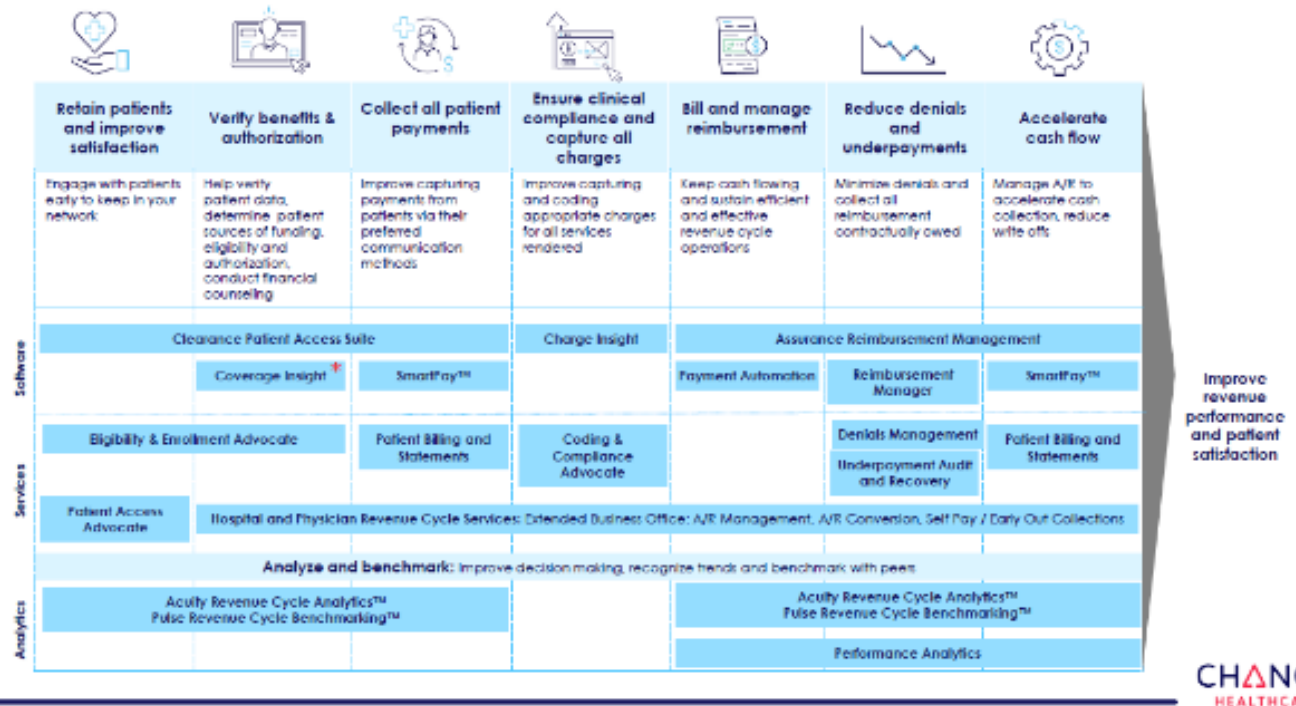 Retain patients
and improve
satisfaction
Verify benefits &
authorization
Collect all patient
payments
Ensure clinical
compliance and
capture all
charges
Bill and manage
reimbursement
Reduce denials
and
underpayments
Accelerate
cash flow
Engage with patients
early to keep in your
network
Help verify
patient data,
determine patient
sources of funding,
eligibility and
authorization,
conduct financial
counseling
Improve capturing
payments from
patients via their
preferred
communication
methods
Improve capturing
and coding
appropriate charges
for all services
rendered
Keep cash flowing
and sustain efficient
and effective
revenue cycle
operations
Minimize denials and
collect all
reimbursement
contractually owed
Manage A/R to
accelerate cash
collection, reduce
write offs
Software
Clearance Patient Access Suite
Charge Insight
Assurance Reimbursement Management
Coverage Insight *
SmartPay™
Payment Automation
Reimbursement
Manager
SmartPay™
Services
Eligibility & Enrollment Advocate
Patient Billing and
Statements
Coding &
Compliance
Advocate
Denials Management
Underpayment Audit
and Recovery
Patient Billing and
Statements
Patient Access
Advocate
Hospital and Physician Revenue Cycle Services: Extended Business Office: A/R Management, A/R Conversion, Self Pay / Early Out Collections
Analyze and benchmark: Improve decision making, recognize trends and benchmark with peers
Analytics
Acuity Revenue Cycle Analytics™
Pulse Revenue Cycle Benchmarking™
Acuity Revenue Cycle Analytics™
Pulse Revenue Cycle Benchmarking™
Performance Analytics
Improve
revenue
performance
and patient
satisfaction
CHANG
HEALTHCA